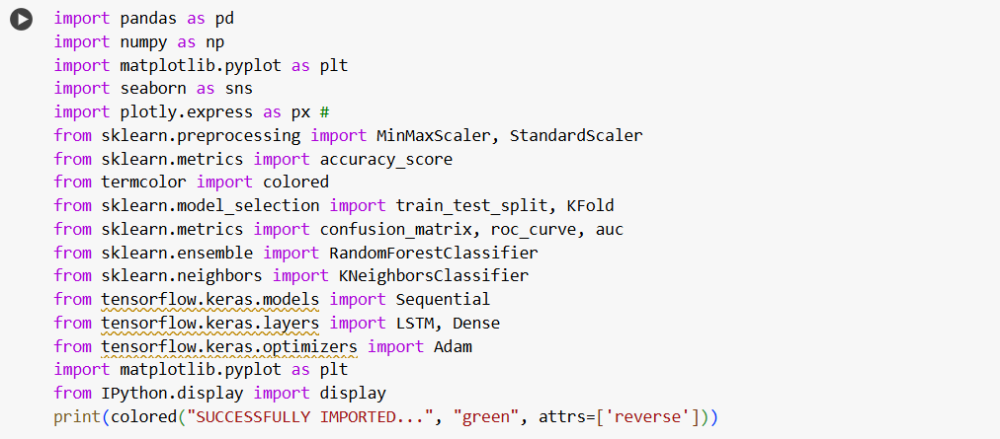 import pandas as pd
import numpy as np
import matplotlib.pyplot as plt
import seaborn as sns
import plotly.express as px #
from sklearn.preprocessing import MinMaxScaler, StandardScaler
from sklearn.metrics import accuracy_score
from termcolor import colored
from sklearn.model_selection import train_test_split, KFold
from sklearn.metrics import confusion_matrix, roc_curve, auc
from sklearn.ensemble import RandomForestClassifier
from sklearn.neighbors import KNeighborsClassifier
from tensorflow.keras.models import Sequential
from tensorflow.keras.layers import LSTM, Dense
from tensorflow.keras.optimizers import Adam
import matplotlib.pyplot as plt
from IPython.display import display
print(colored("SUCCESSFULLY IMPORTED...", "green", attrs=['reverse']))